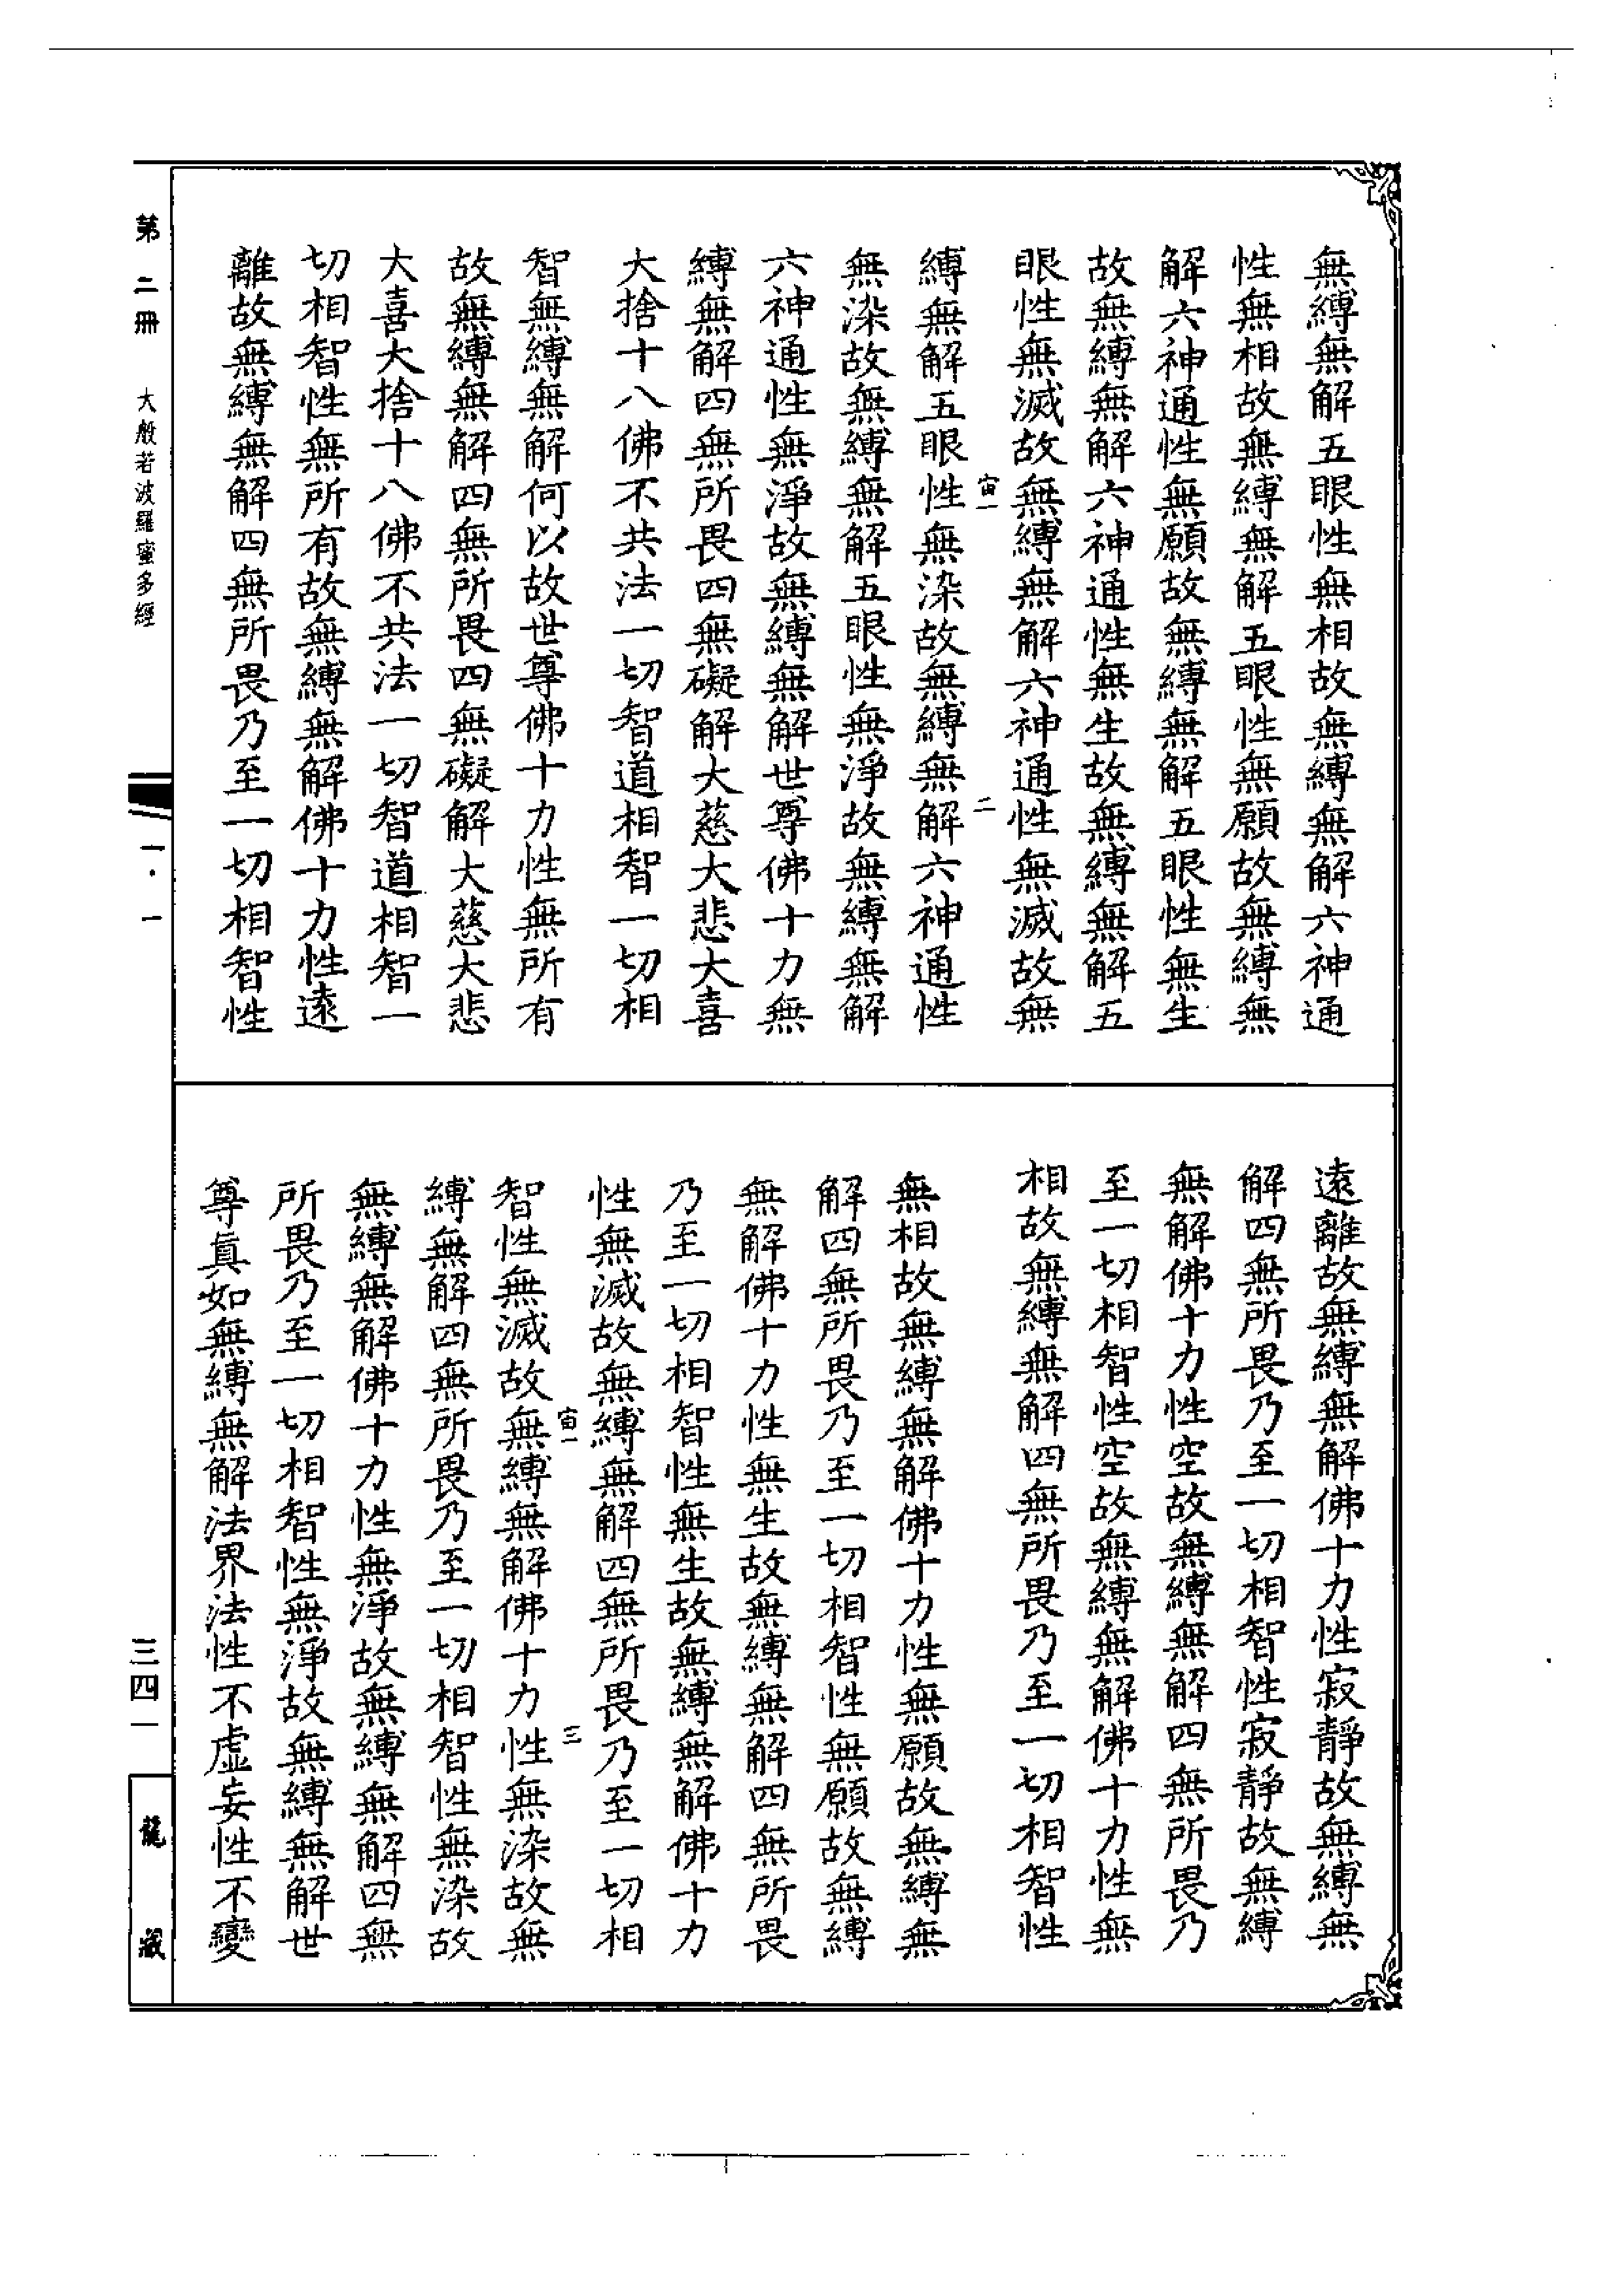 無縛無解五眼性無相故無縛無解六神通
性無相故無縛無解五眼性無願故無縛無
解六神通性無願故無縛無解五眼性無生
故無縛無解六神通性無生故無縛無解五
眼性無滅故無縛無解六神通性無滅故無
宙一
二
縛無解五眼性無染故無縛無解六神通性
無染故無縛無解五眼性無淨故無縛無解
六神通性無淨故無縛無解世尊佛十力無
縛無解四無所畏四無礙解大慈大悲大喜
大捨十八佛不共法一切智道相智一切相
智無縛無解何以故世尊佛十力性無所有
故無縛無解四無所畏四無礙解大慈大悲
大喜大捨十八佛不共法一切智道相智一
切相智性無所有故無縛無解佛十力性遠
離故無縛無解四無所畏乃至一切相智性
遠離故無縛無解佛十力性寂靜故無縛無
解四無所畏乃至一切相智性寂靜故無縛
無解佛十力性空故無縛無解四無所畏乃
至一切相智性空故無縛無解佛十力性無
相故無縛無解四無所畏乃至一切相智性
無相故無縛無解佛十力性無願故無縛無
解四無所畏乃至一切相智性無願故無縛
無解佛十力性無生故無縛無解四無所畏
乃至一切相智性無生故無縛無解佛十力
性無滅故無縛無解四無所畏乃至一切相
宙一
三
智性無滅故無縛無解佛十力性無染故無
縛無解四無所畏乃至一切相智性無染故
無縛無解佛十力性無淨故無縛無解四無
所畏乃至一切相智性無淨故無縛無解世
尊真如無縛無解法界法性不虛妄性不變
第二冊 大般若波羅蜜多經
一·一
三四一
龍藏